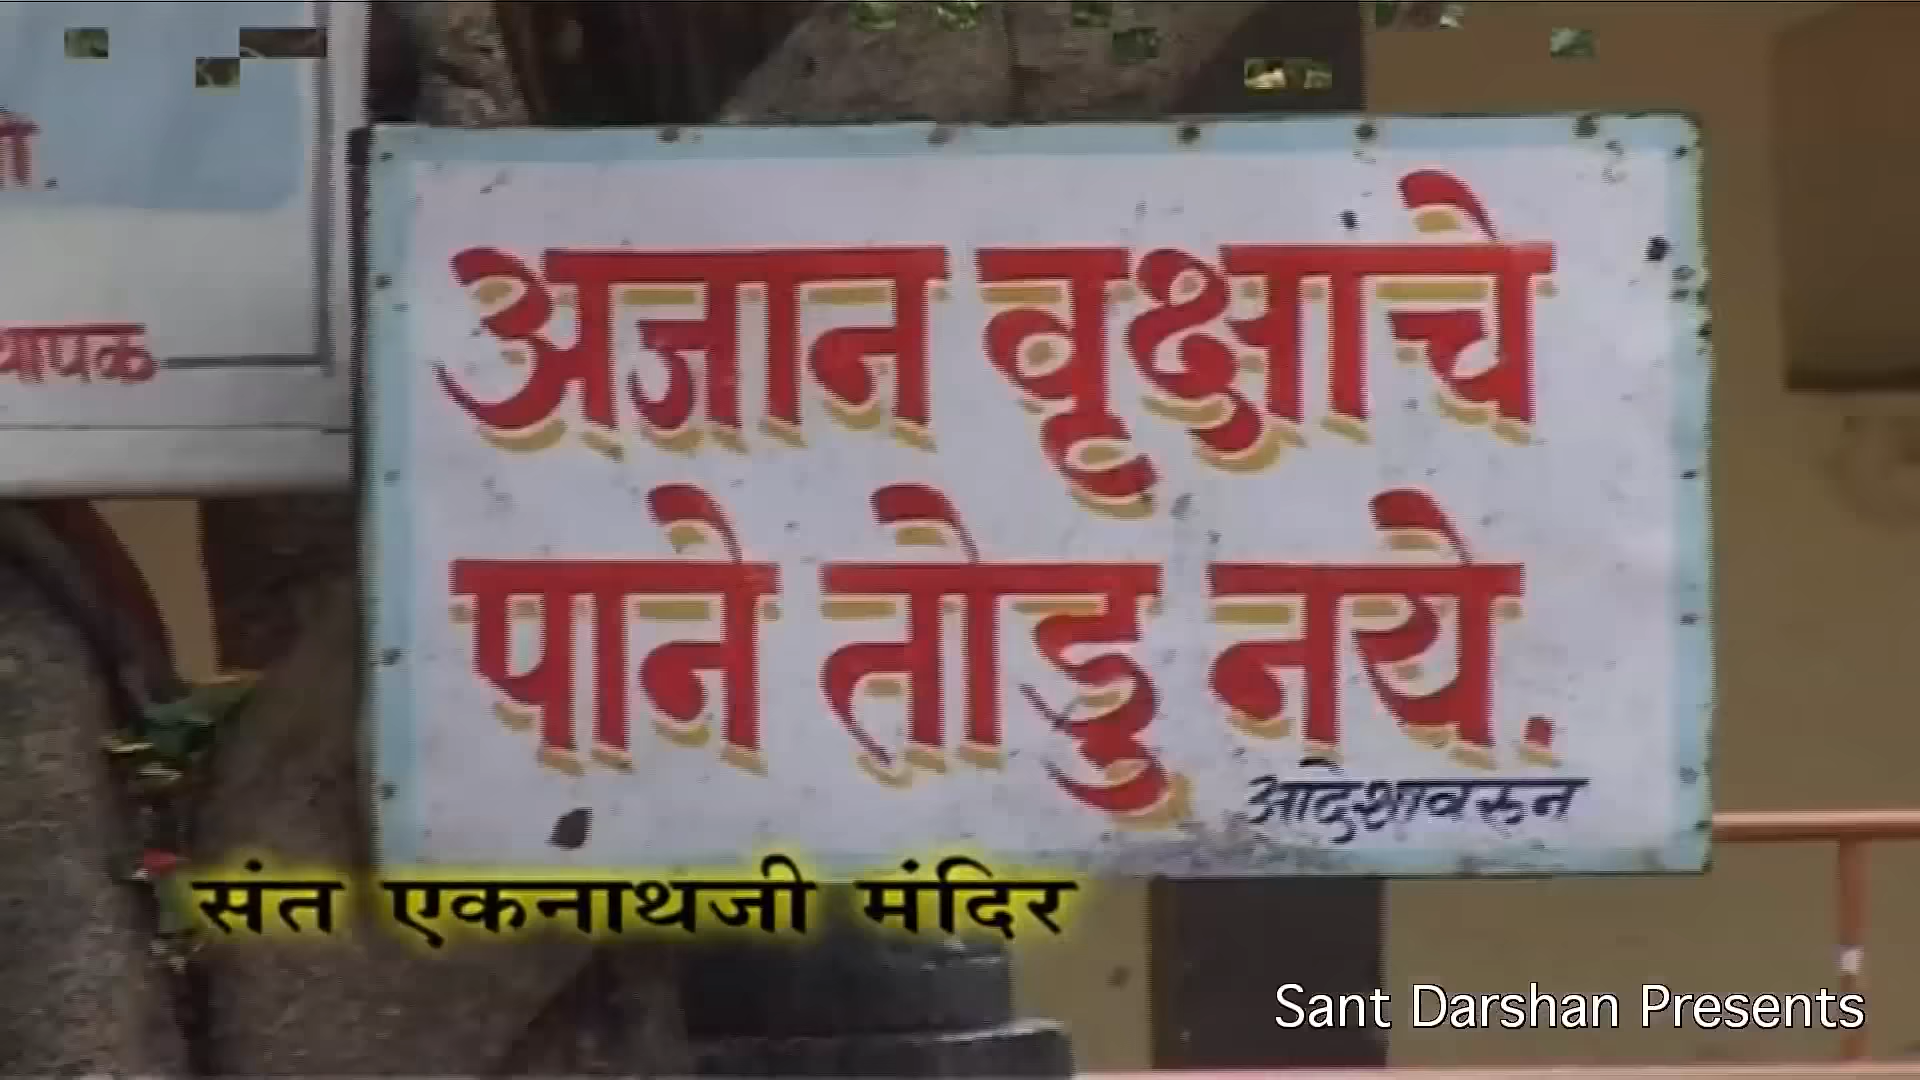 अजान वृक्षाचे
पाने तोडु नये.
आदेशावरुन
संत एकनाथजी मंदिर
Sant Darshan Presents